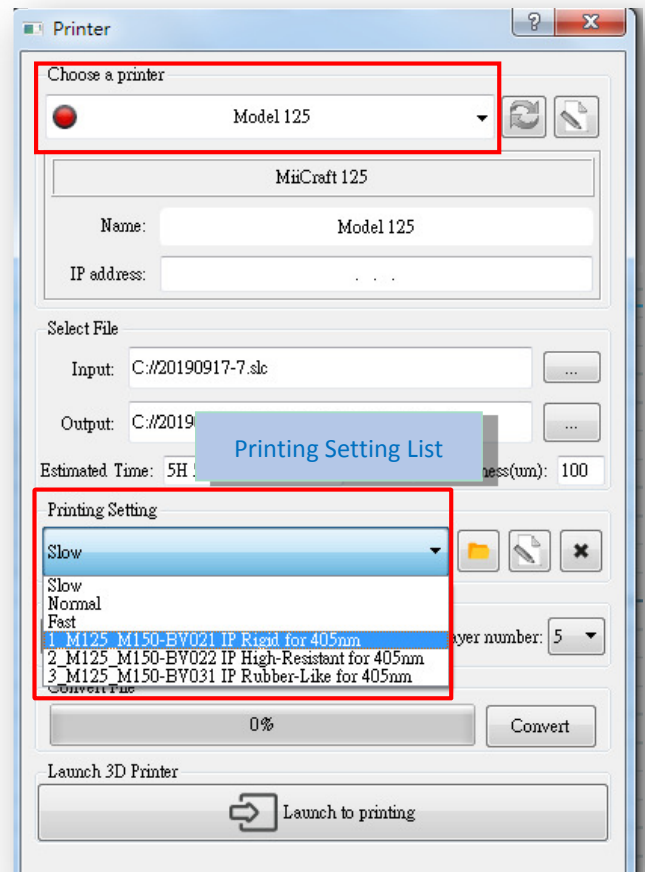 Printer
?
X
Choose a printer
Model 125
MiiCraft 125
Name: Model 125
IP address: . . .
Select File
Input: C://20190917-7.slc ...
Output: C://2019 ...
Printing Setting List
Estimated Time: 5H ness(um): 100
Printing Setting
Slow
Slow
Normal
Fast
1_M125_M150-BV021 IP Rigid for 405nm
ayer number: 5
2_M125_M150-BV022 IP High-Resistant for 405nm
3_M125_M150-BV031 IP Rubber-Like for 405nm
Convert File
0% Convert
Launch 3D Printer
Launch to printing